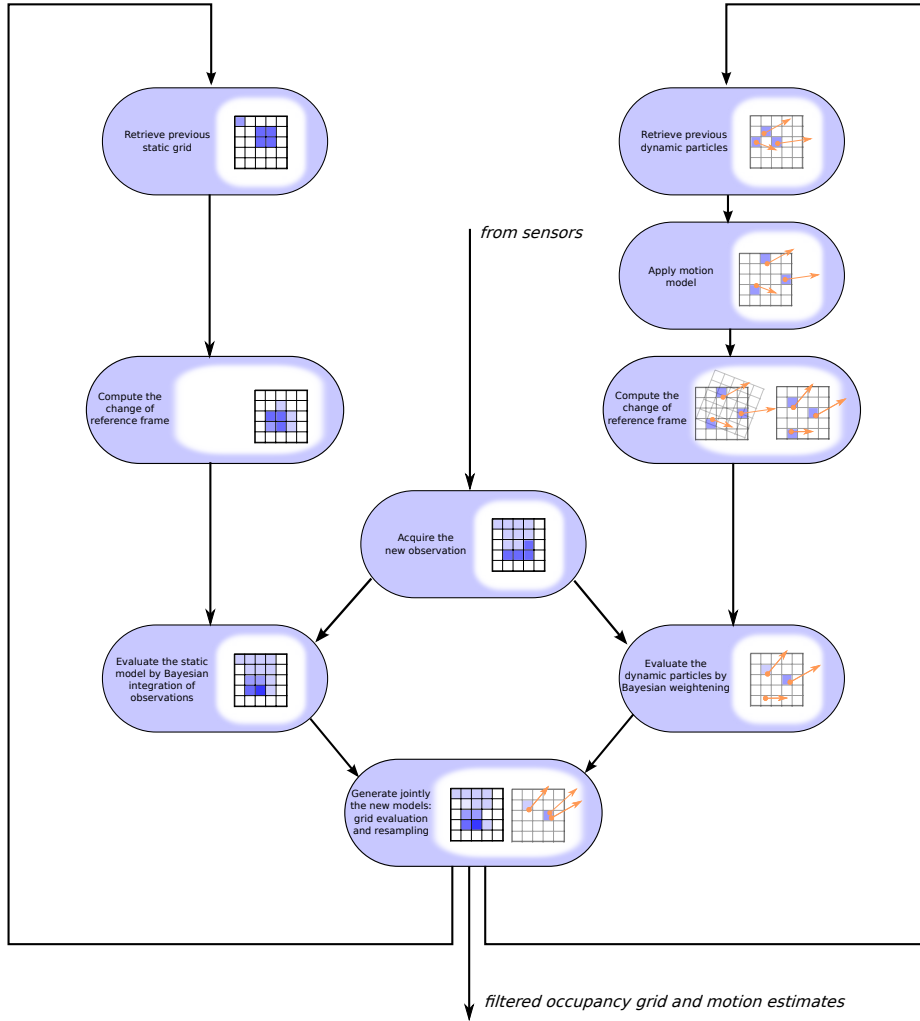 Retrieve previous
static grid
Retrieve previous
dynamic particles
from sensors
Apply motion
model
Compute the
change of
reference frame
Compute the
change of
reference frame
Acquire the
new observation
Evaluate the static
model by Bayesian
integration of
observations
Evaluate the
dynamic particles by
Bayesian weightening
Generate jointly
the new models:
grid evaluation
and resampling
filtered occupancy grid and motion estimates